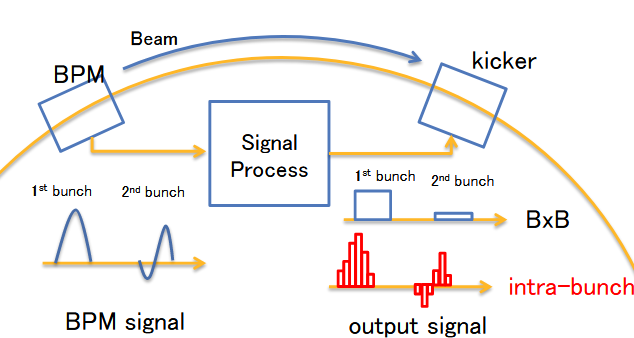 Beam
BPM
kicker
Signal
Process
1st bunch
2nd bunch
1st bunch
2nd bunch
BxB
intra-bunch
BPM signal
output signal